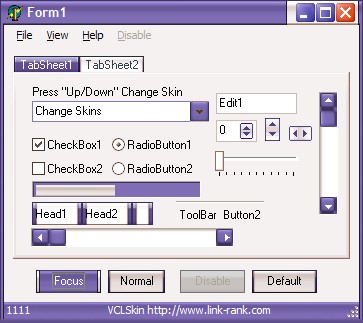 Form1
File View Help Disable
TabSheet1 TabSheet2
Press "Up/Down" Change Skin
Edit1
Change Skins
0
CheckBox1 RadioButton1
CheckBox2 RadioButton2
Head1 Head2
ToolBar Button2
Focus Normal Disable Default
1111 VCLSkin http://www.link-rank.com